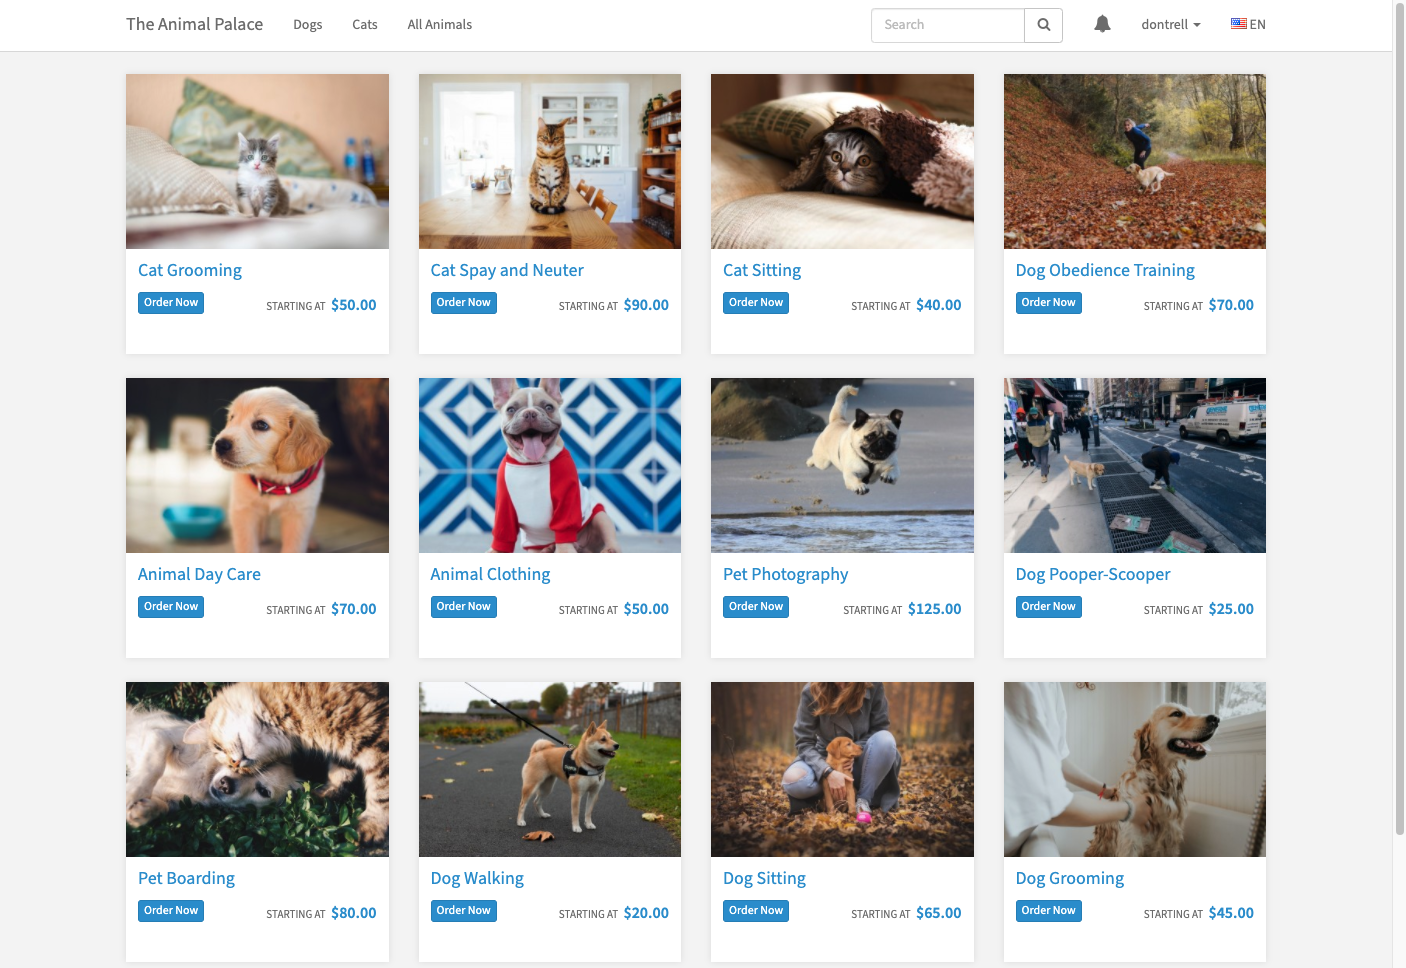 The Animal Palace Dogs Cats All Animals Search dontrell EN
Cat Grooming
Order Now STARTING AT $50.00
Cat Spay and Neuter
Order Now STARTING AT $90.00
Cat Sitting
Order Now STARTING AT $40.00
Dog Obedience Training
Order Now STARTING AT $70.00
Animal Day Care
Order Now STARTING AT $70.00
Animal Clothing
Order Now STARTING AT $50.00
Pet Photography
Order Now STARTING AT $125.00
Dog Pooper-Scooper
Order Now STARTING AT $25.00
Pet Boarding
Order Now STARTING AT $80.00
Dog Walking
Order Now STARTING AT $20.00
Dog Sitting
Order Now STARTING AT $65.00
Dog Grooming
Order Now STARTING AT $45.00